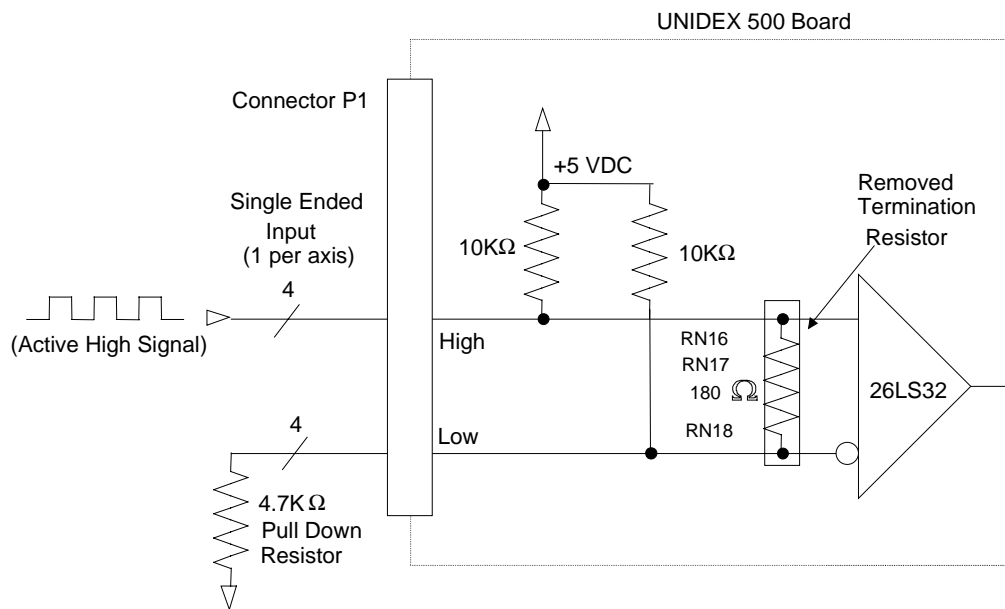 UNIDEX 500 Board
Connector P1
+5 VDC
Removed
Termination
Resistor
Single Ended
Input
(1 per axis)
10KΩ
10KΩ
4
(Active High Signal)
High
RN16
RN17
180 Ω
RN18
26LS32
4
Low
4.7K Ω
Pull Down
Resistor